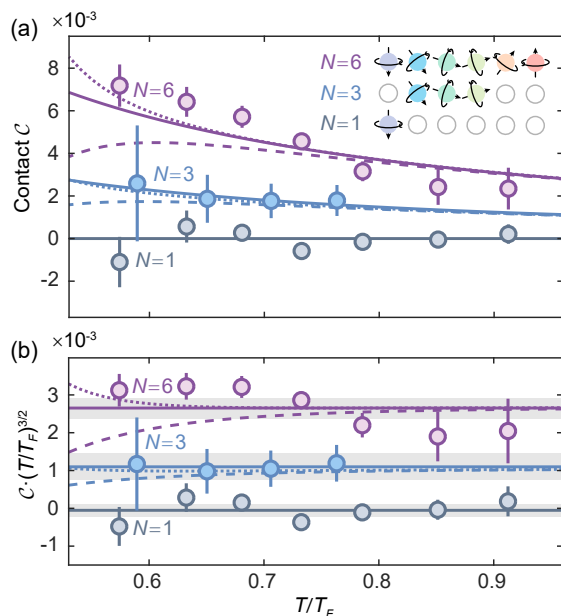 (a)
×10⁻³
8
6
4
2
0
-2
Contact 𝒞
N=6
N=3
N=1
N=6
N=3
N=1
(b)
×10⁻³
3
2
1
0
-1
𝒞·(T/T_F)^3/2
N=6
N=3
N=1
0.6 0.7 0.8 0.9
T/T_F